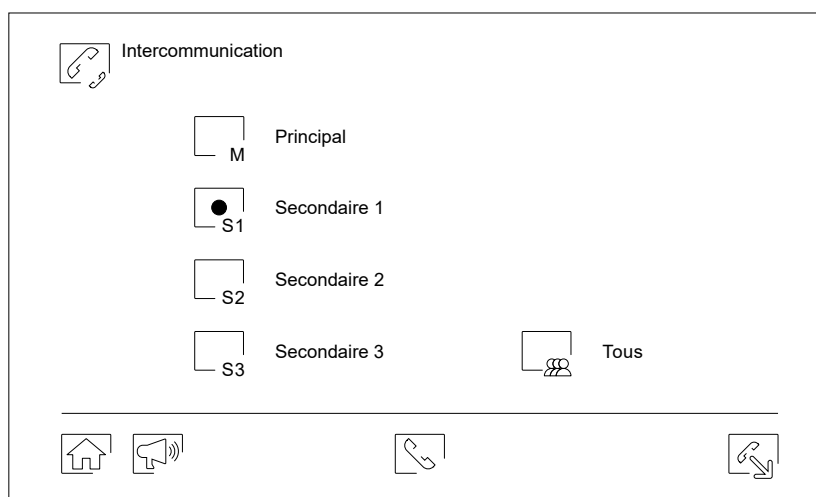 Intercommunication
M Principal
S1 Secondaire 1
S2 Secondaire 2
S3 Secondaire 3 Tous